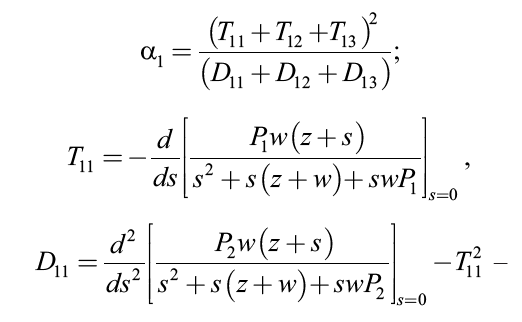 α₁ = (T₁₁ + T₁₂ + T₁₃)² / (D₁₁ + D₁₂ + D₁₃);
T₁₁ = − d/ds [ P₁w(z + s) / (s² + s(z + w) + swP₁) ]ₛ₌₀ ,
D₁₁ = d²/ds² [ P₂w(z + s) / (s² + s(z + w) + swP₂) ]ₛ₌₀ − T₁₁² −